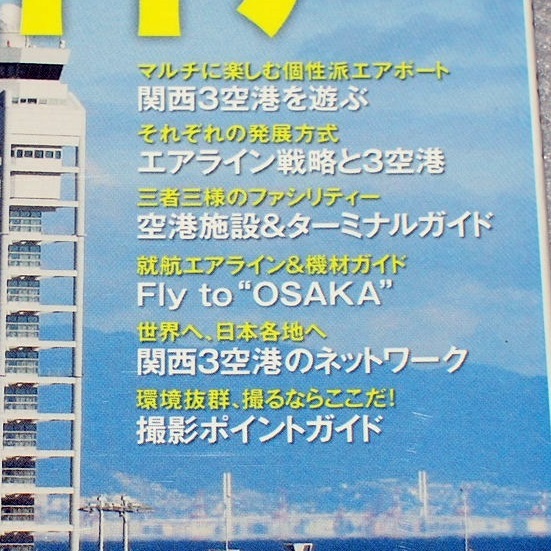 マルチに楽しむ個性派エアポート
関西3空港を遊ぶ
それぞれの発展方式
エアライン戦略と3空港
三者三様のファシリティー
空港施設&ターミナルガイド
就航エアライン&機材ガイド
Fly to “OSAKA”
世界へ、日本各地へ
関西3空港のネットワーク
環境抜群、撮るならここだ!
撮影ポイントガイド